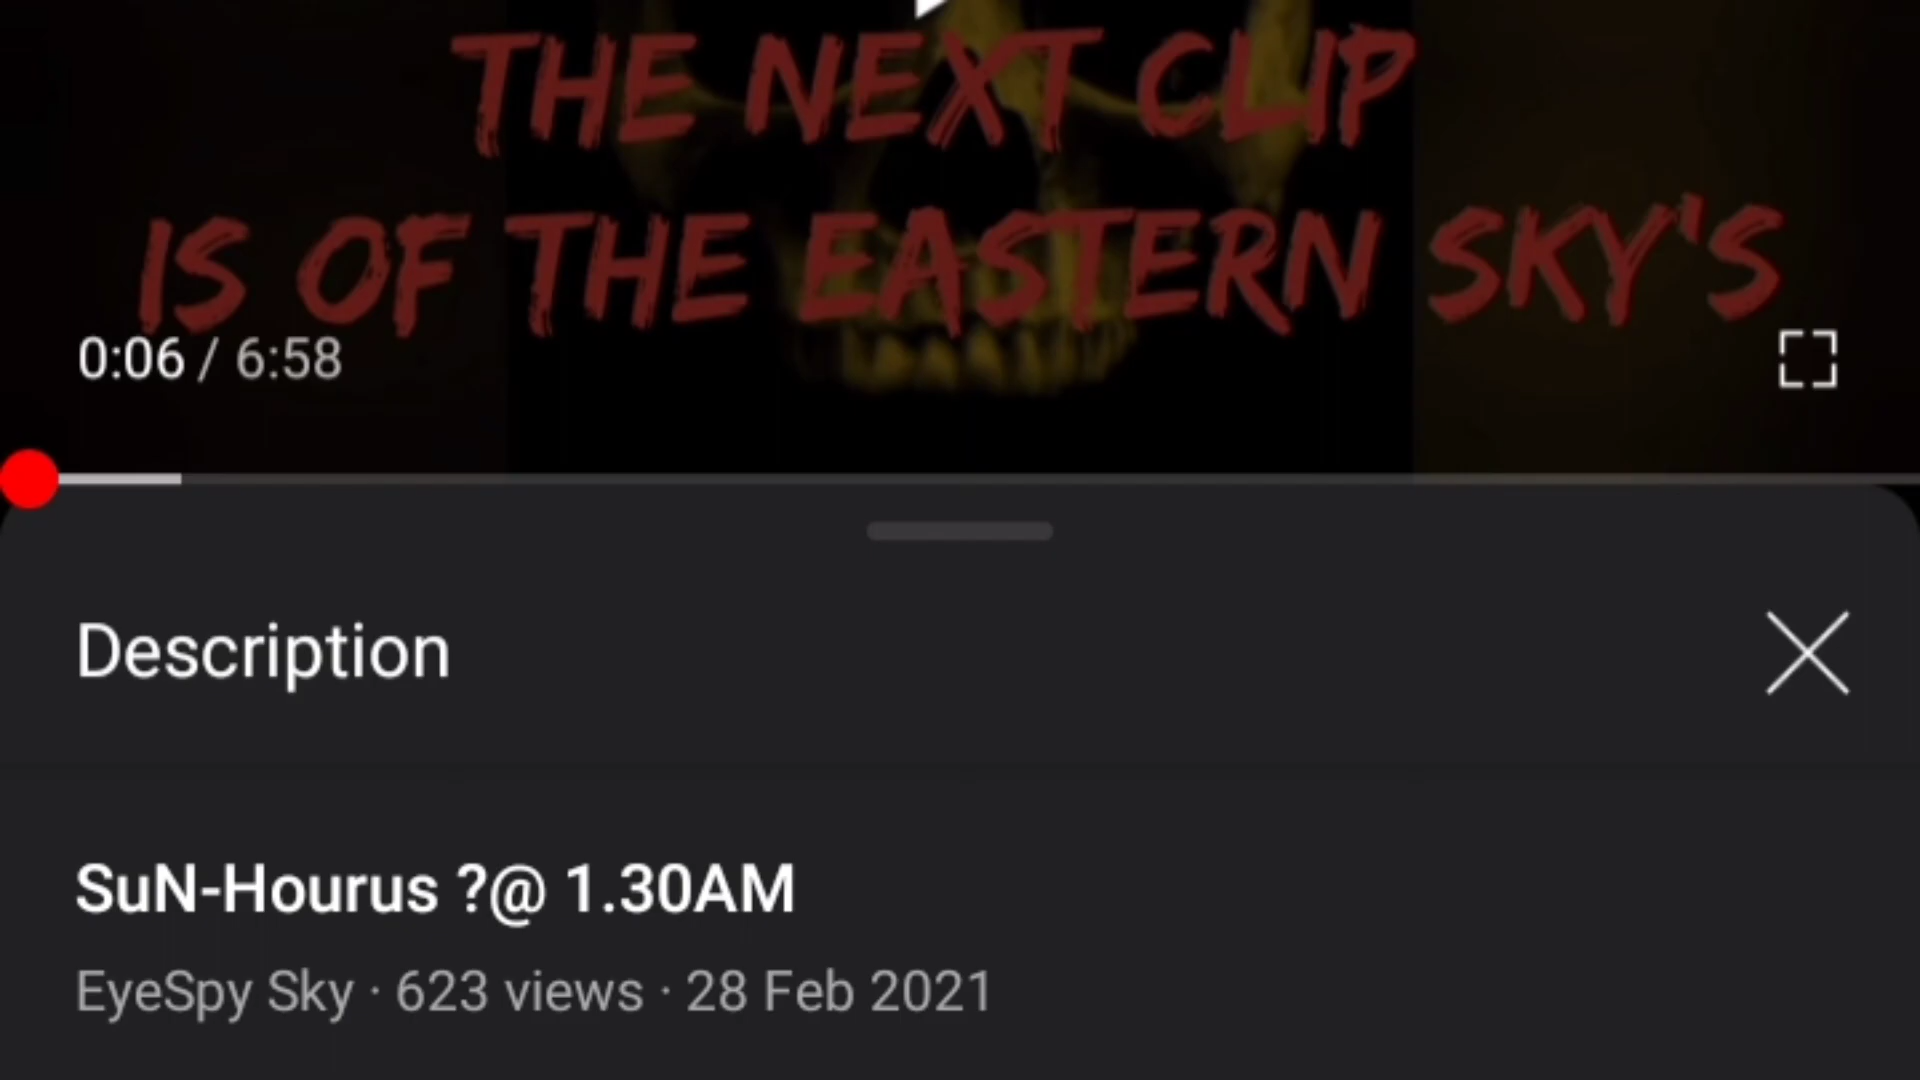 THE NEXT CLIP
IS OF THE EASTERN SKY'S
0:06 / 6:58
Description
SuN-Hourus ?@ 1.30AM
EyeSpy Sky · 623 views · 28 Feb 2021